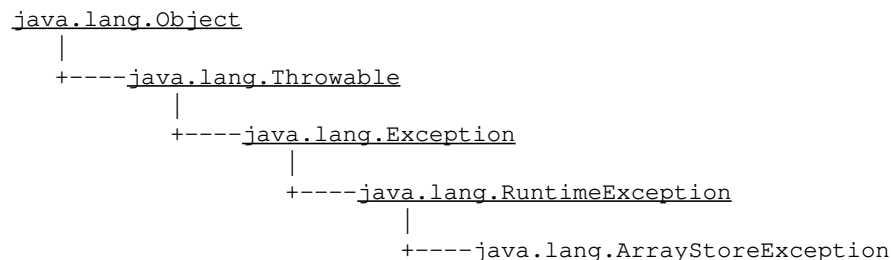 java.lang.Object
|
+----java.lang.Throwable
|
+----java.lang.Exception
|
+----java.lang.RuntimeException
|
+----java.lang.ArrayStoreException